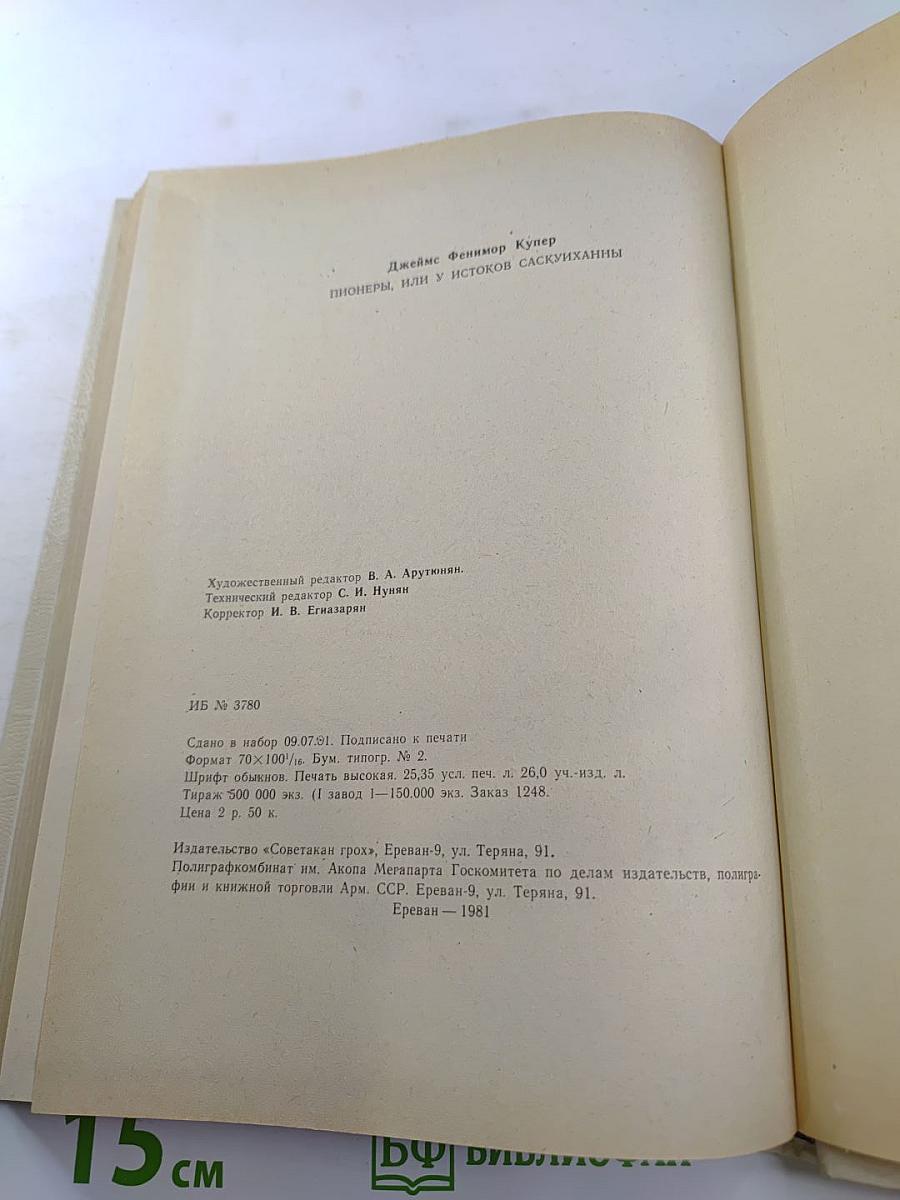 Джеймс Фенимор Купер
ПИОНЕРЫ, ИЛИ У ИСТОКОВ САСКУИХАННЫ
Художественный редактор В. А. Арутюнян.
Технический редактор С. И. Нунян
Корректор И. В. Егиазарян
ИБ № 3780
Сдано в набор 09.07.81. Подписано к печати
Формат 70×100¹/₁₆. Бум. типогр. № 2.
Шрифт обыкнов. Печать высокая. 25,35 усл. печ. л. 26,0 уч.-изд. л.
Тираж 500 000 экз. (I завод 1—150.000 экз. Заказ 1248.
Цена 2 р. 50 к.
Издательство «Советакан грох», Ереван-9, ул. Теряна, 91.
Полиграфкомбинат им. Акопа Мегапарта Госкомитета по делам издательств, полигра-
фии и книжной торговли Арм. ССР. Ереван-9, ул. Теряна, 91.
Ереван — 1981
15 см
БФ